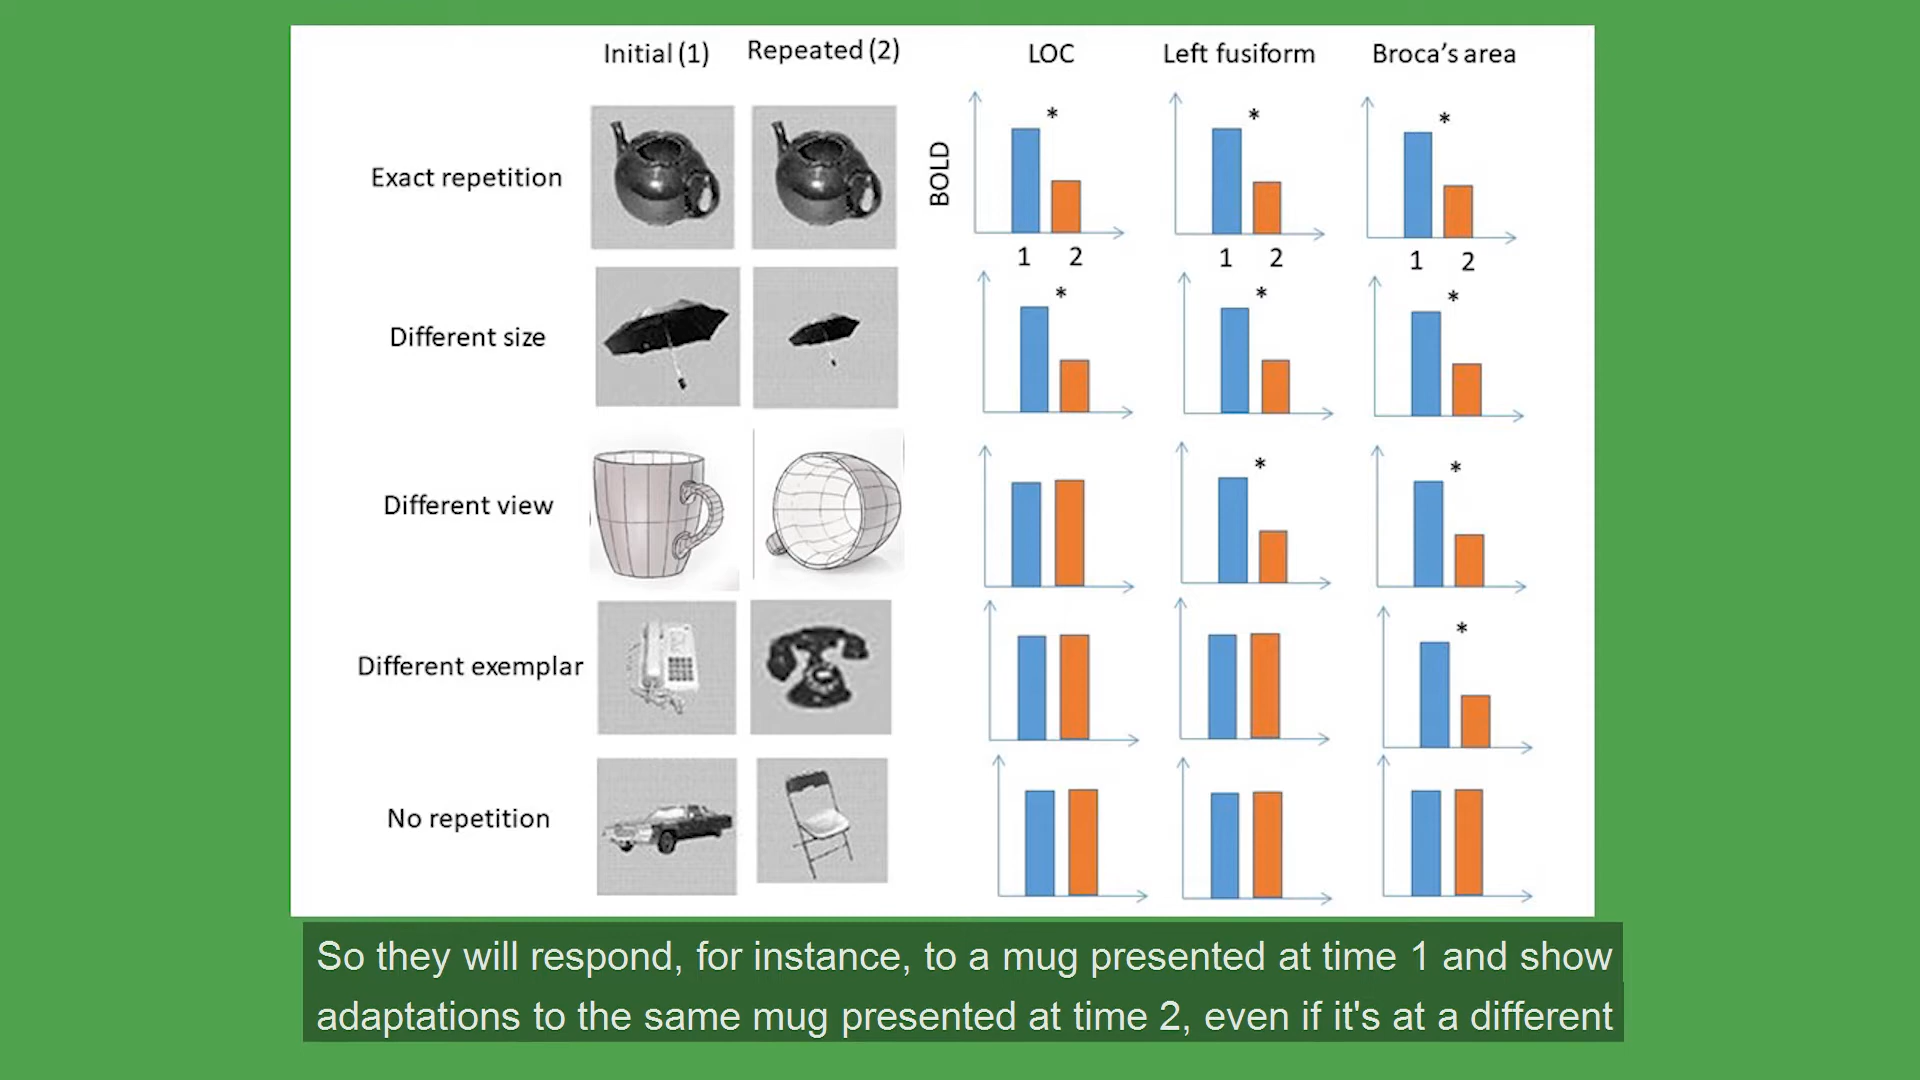 Initial (1) Repeated (2) LOC Left fusiform Broca's area
* * *
Exact repetition BOLD
1 2 1 2 1 2
* * *
Different size
* *
Different view
*
Different exemplar
No repetition
So they will respond, for instance, to a mug presented at time 1 and show
adaptations to the same mug presented at time 2, even if it's at a different